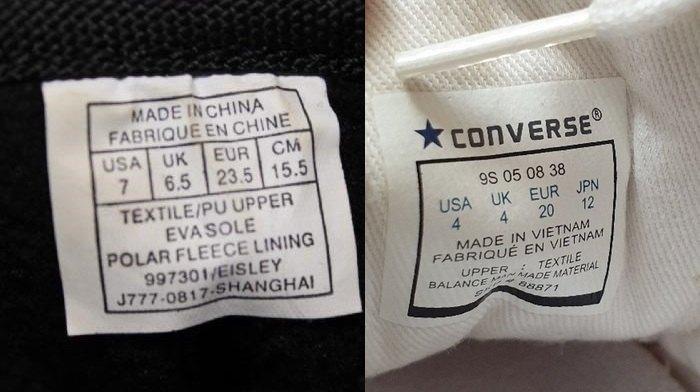 MADE IN CHINA
FABRIQUE EN CHINE
USA UK EUR CM
7 6.5 23.5 15.5
TEXTILE/PU UPPER
EVA SOLE
POLAR FLEECE LINING
997301/EISLEY
J777-0817-SHANGHAI
CONVERSE®
9S 05 08 38
USA UK EUR JPN
4 4 20 12
MADE IN VIETNAM
FABRIQUÉ EN VIETNAM
UPPER : TEXTILE
BALANCE MAN MADE MATERIAL
88871